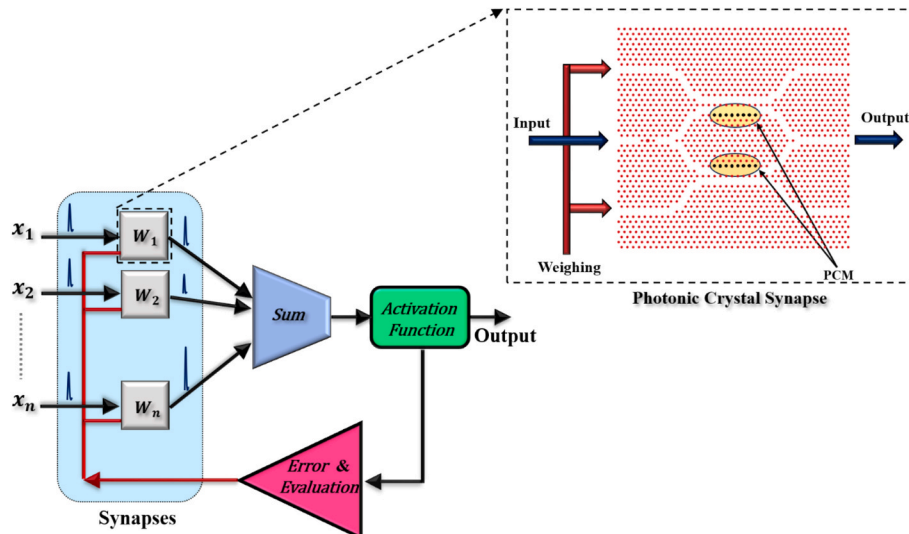 Input
Output
Weighing
PCM
Photonic Crystal Synapse
x₁
W₁
x₂
W₂
Sum
Activation
Function
Output
xₙ
Wₙ
Error &
Evaluation
Synapses